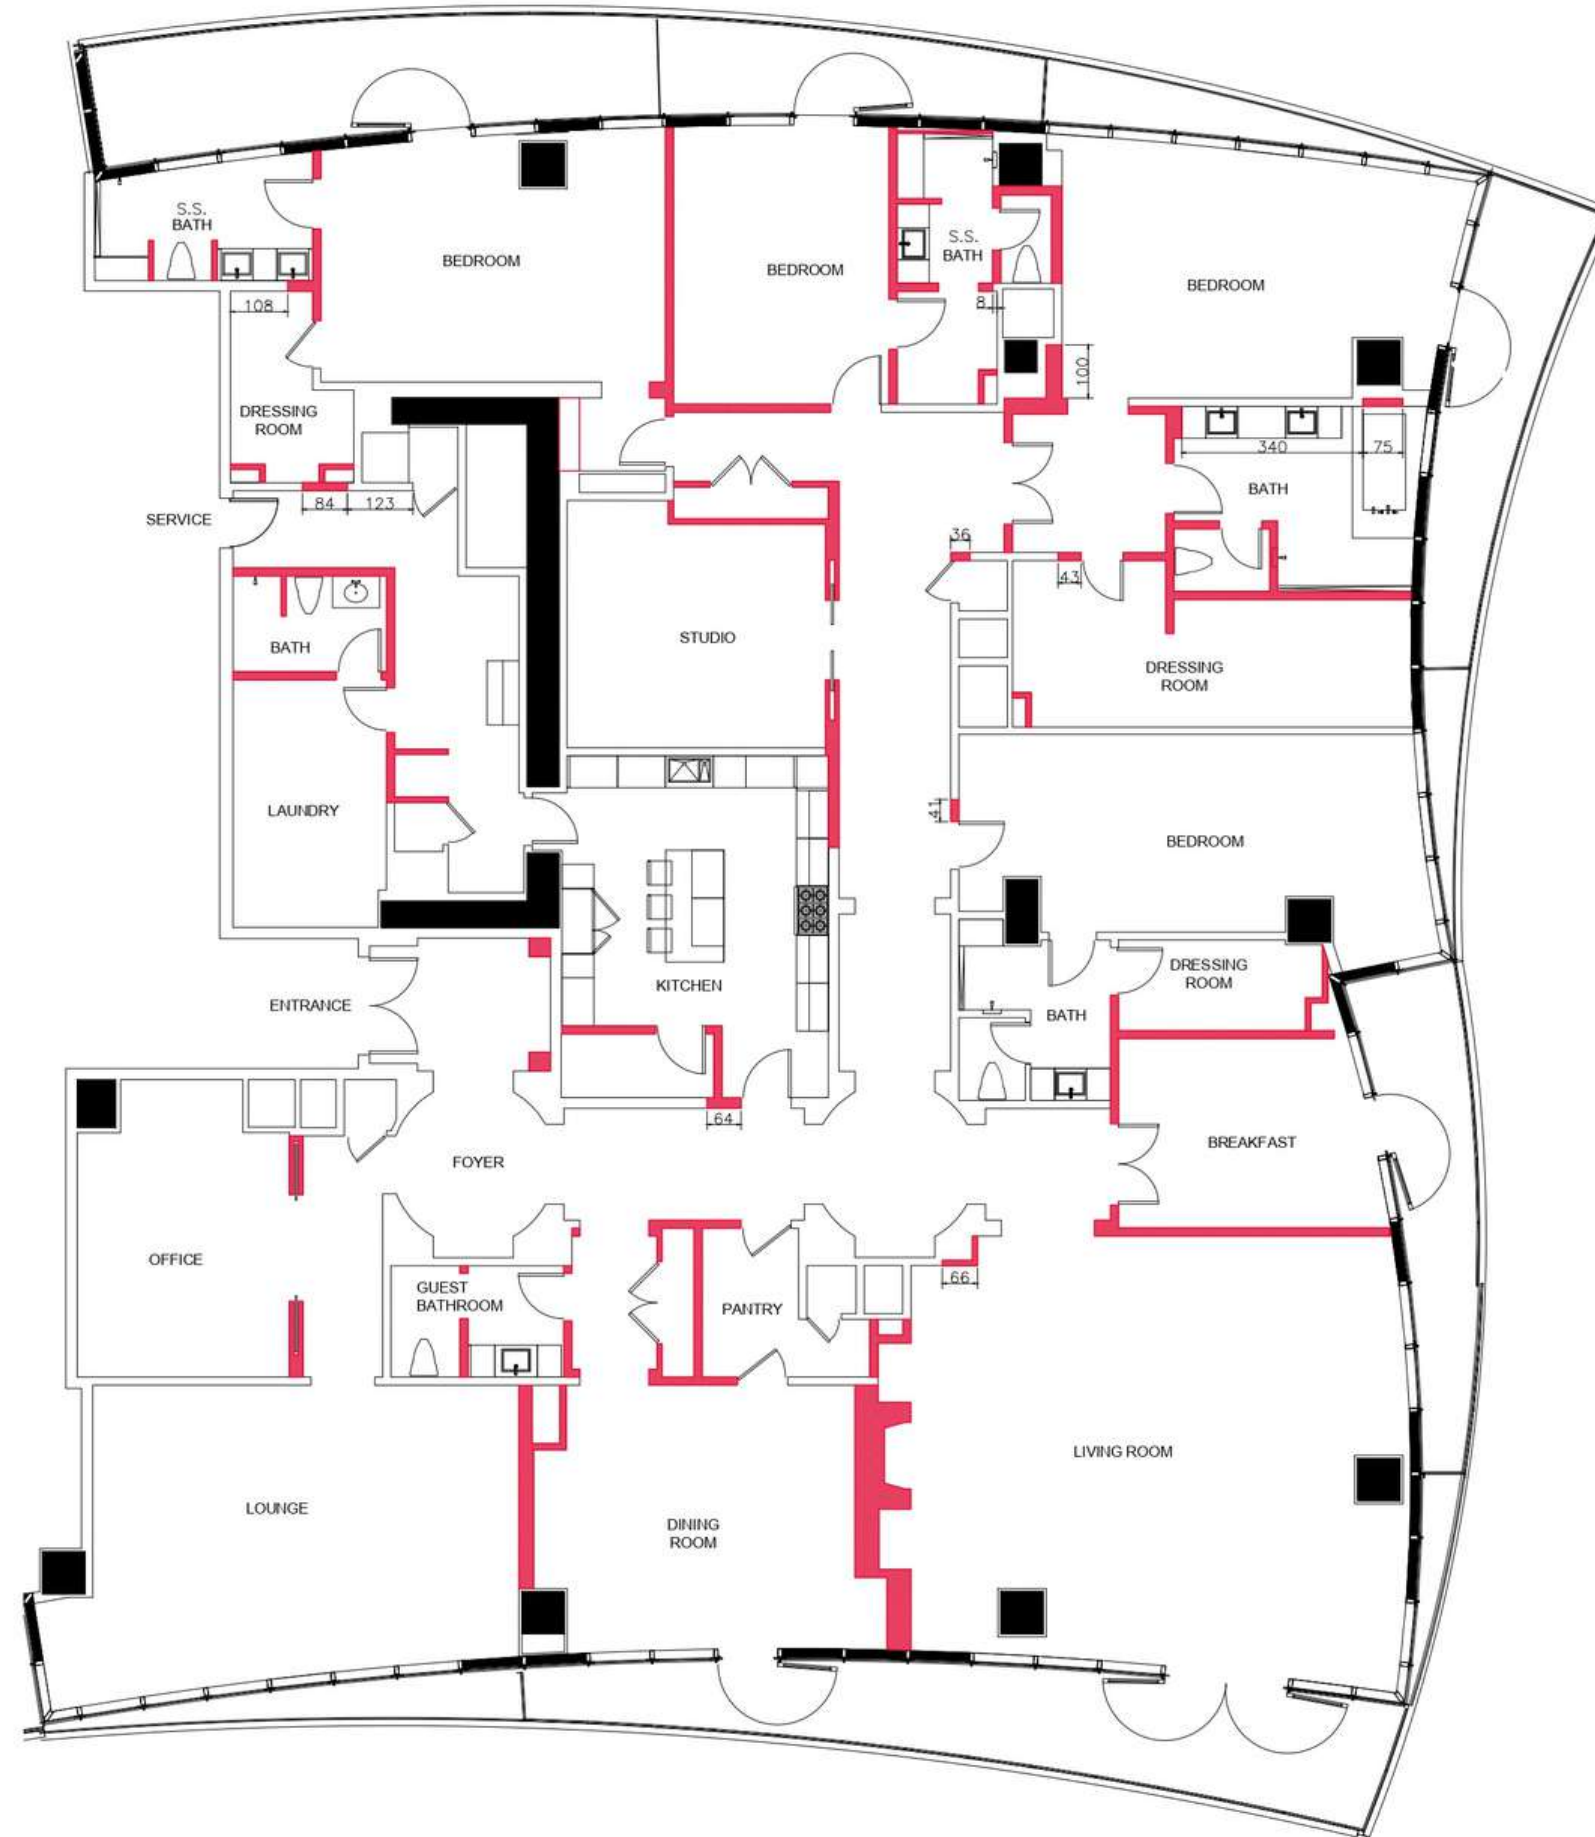 S.S.
BATH
BEDROOM
BEDROOM
S.S.
BATH
BEDROOM
108
8
100
DRESSING
ROOM
340
75
BATH
84
123
SERVICE
36
43
BATH
STUDIO
DRESSING
ROOM
LAUNDRY
41
BEDROOM
KITCHEN
DRESSING
ROOM
ENTRANCE
BATH
64
FOYER
BREAKFAST
OFFICE
GUEST
BATHROOM
66
PANTRY
LIVING ROOM
LOUNGE
DINING
ROOM